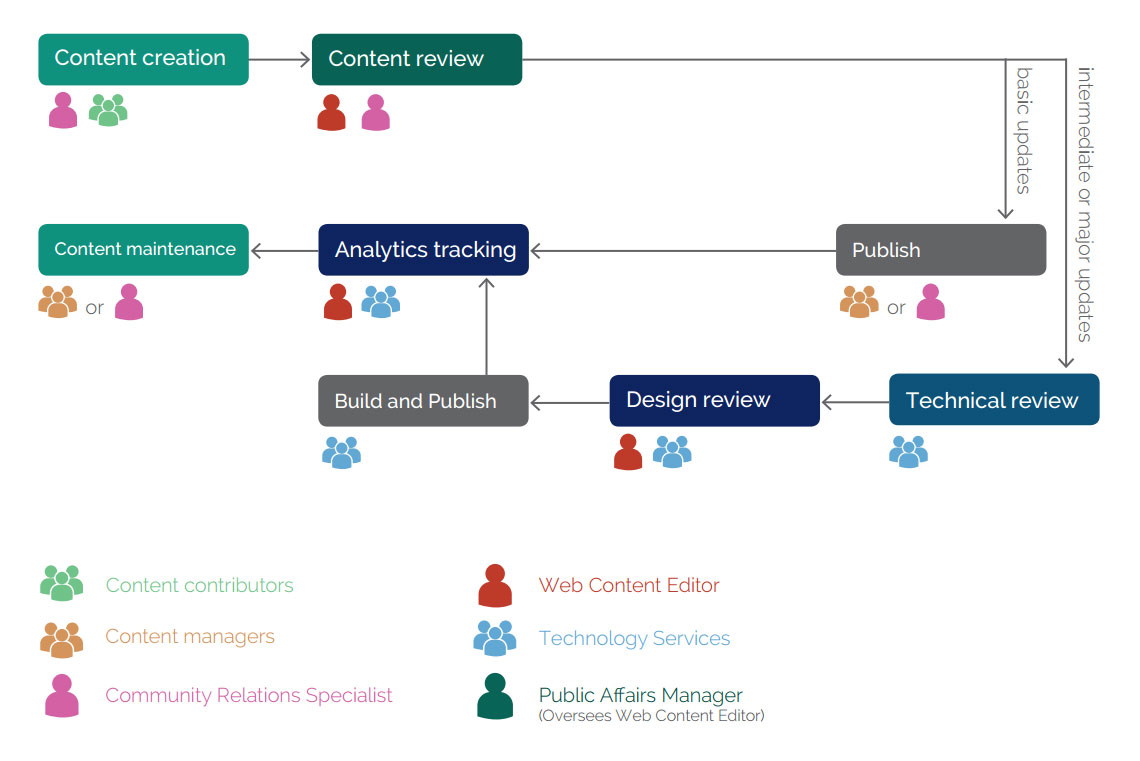 Content creation
Content review
basic updates
intermediate or major updates
Content maintenance
Analytics tracking
Publish
or
or
Build and Publish
Design review
Technical review
Content contributors
Web Content Editor
Content managers
Technology Services
Community Relations Specialist
Public Affairs Manager
(Oversees Web Content Editor)